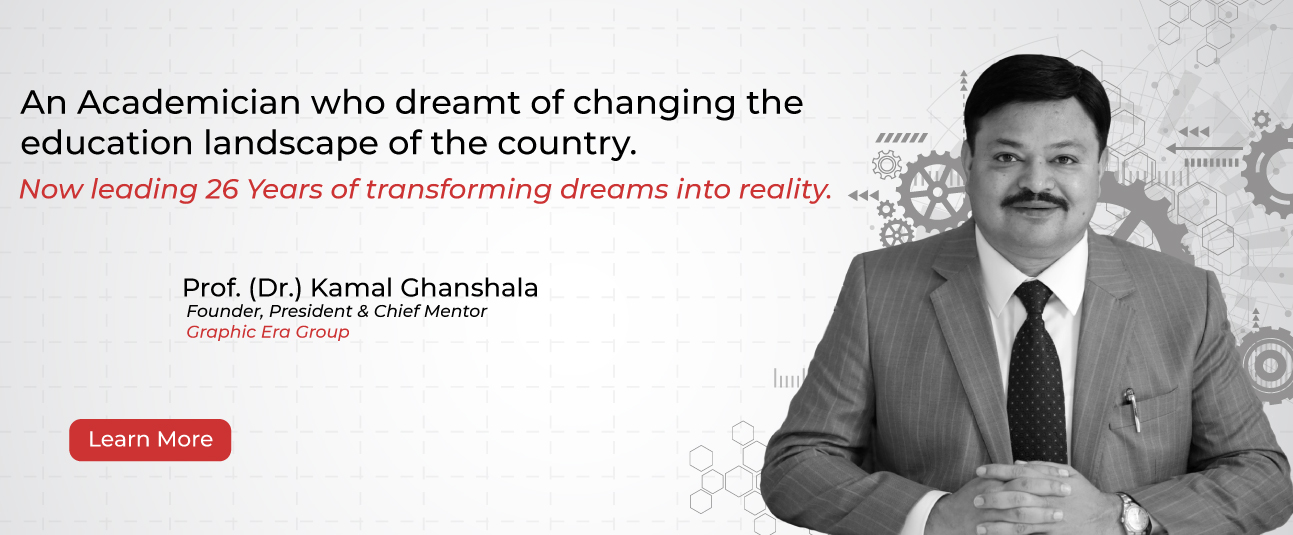 An Academician who dreamt of changing the
education landscape of the country.
Now leading 26 Years of transforming dreams into reality.
Prof. (Dr.) Kamal Ghanshala
Founder, President & Chief Mentor
Graphic Era Group
Learn More